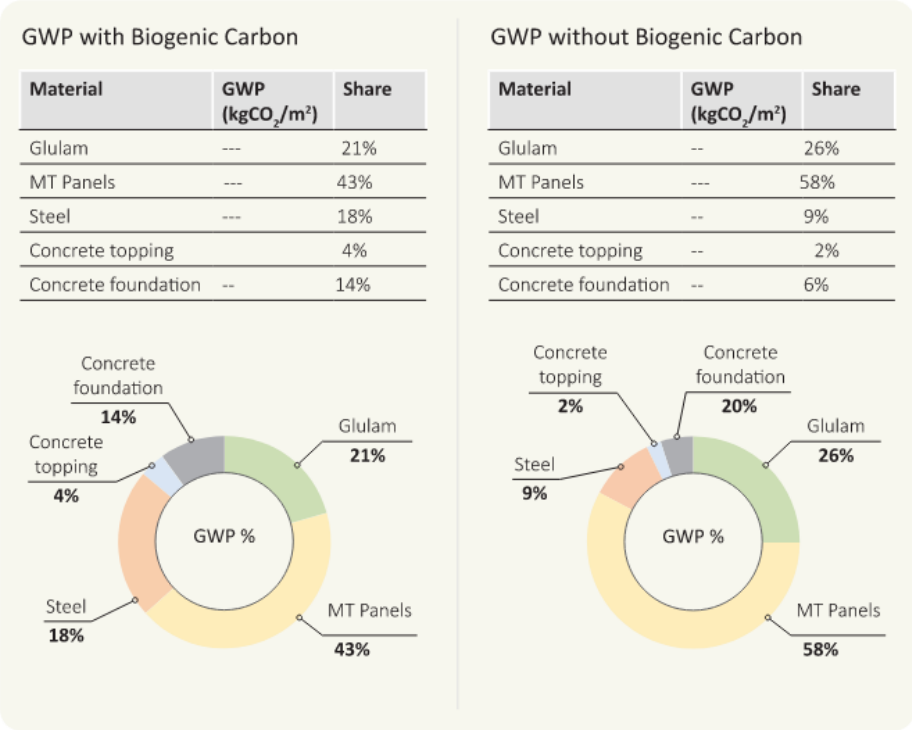 GWP with Biogenic Carbon
Material GWP (kgCO₂/m²) Share
Glulam --- 21%
MT Panels --- 43%
Steel --- 18%
Concrete topping 4%
Concrete foundation -- 14%
Concrete
foundation
14%
Concrete
topping
4%
Glulam
21%
GWP %
Steel
18%
MT Panels
43%
GWP without Biogenic Carbon
Material GWP (kgCO₂/m²) Share
Glulam -- 26%
MT Panels --- 58%
Steel -- 9%
Concrete topping -- 2%
Concrete foundation -- 6%
Concrete
topping
2%
Concrete
foundation
20%
Glulam
26%
Steel
9%
GWP %
MT Panels
58%